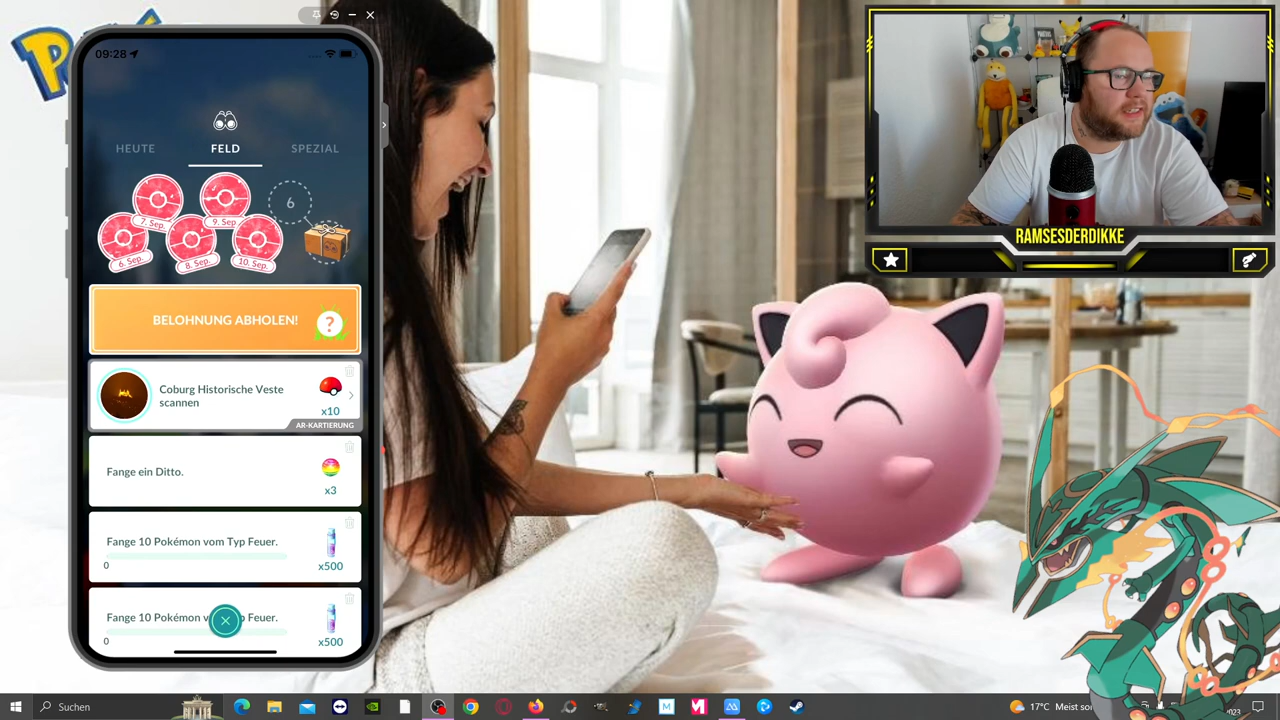 09:28
HEUTE
FELD
SPEZIAL
7. Sep.
9. Sep.
6
6. Sep.
8. Sep.
10. Sep.
BELOHNUNG ABHOLEN!
?
Coburg Historische Veste
scannen
x10
AR-KARTIERUNG
Fange ein Ditto.
x3
Fange 10 Pokémon vom Typ Feuer.
0
x500
Fange 10 Pokémon v p Feuer.
0
x500
RAMSESDERDIKKE
Suchen
17°C